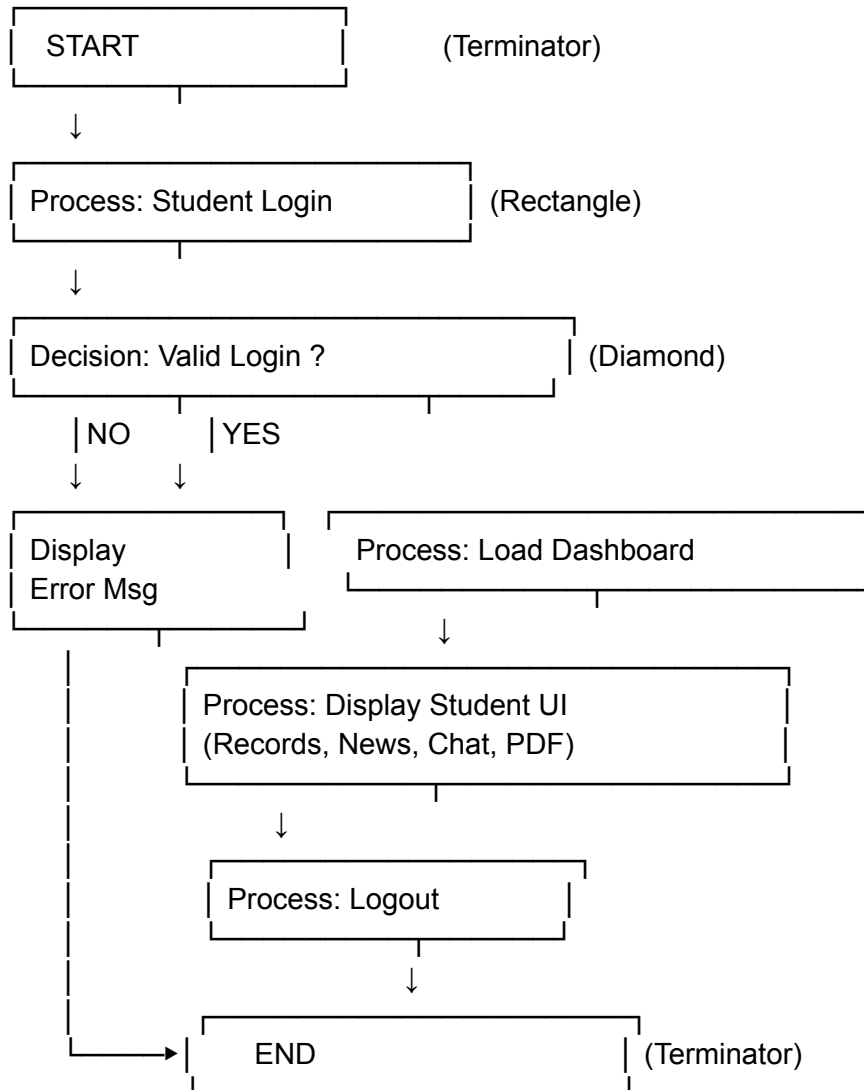 START (Terminator)
↓
Process: Student Login (Rectangle)
↓
Decision: Valid Login ? (Diamond)
NO YES
↓ ↓
Display
Error Msg
Process: Load Dashboard
↓
Process: Display Student UI
(Records, News, Chat, PDF)
↓
Process: Logout
↓
END (Terminator)